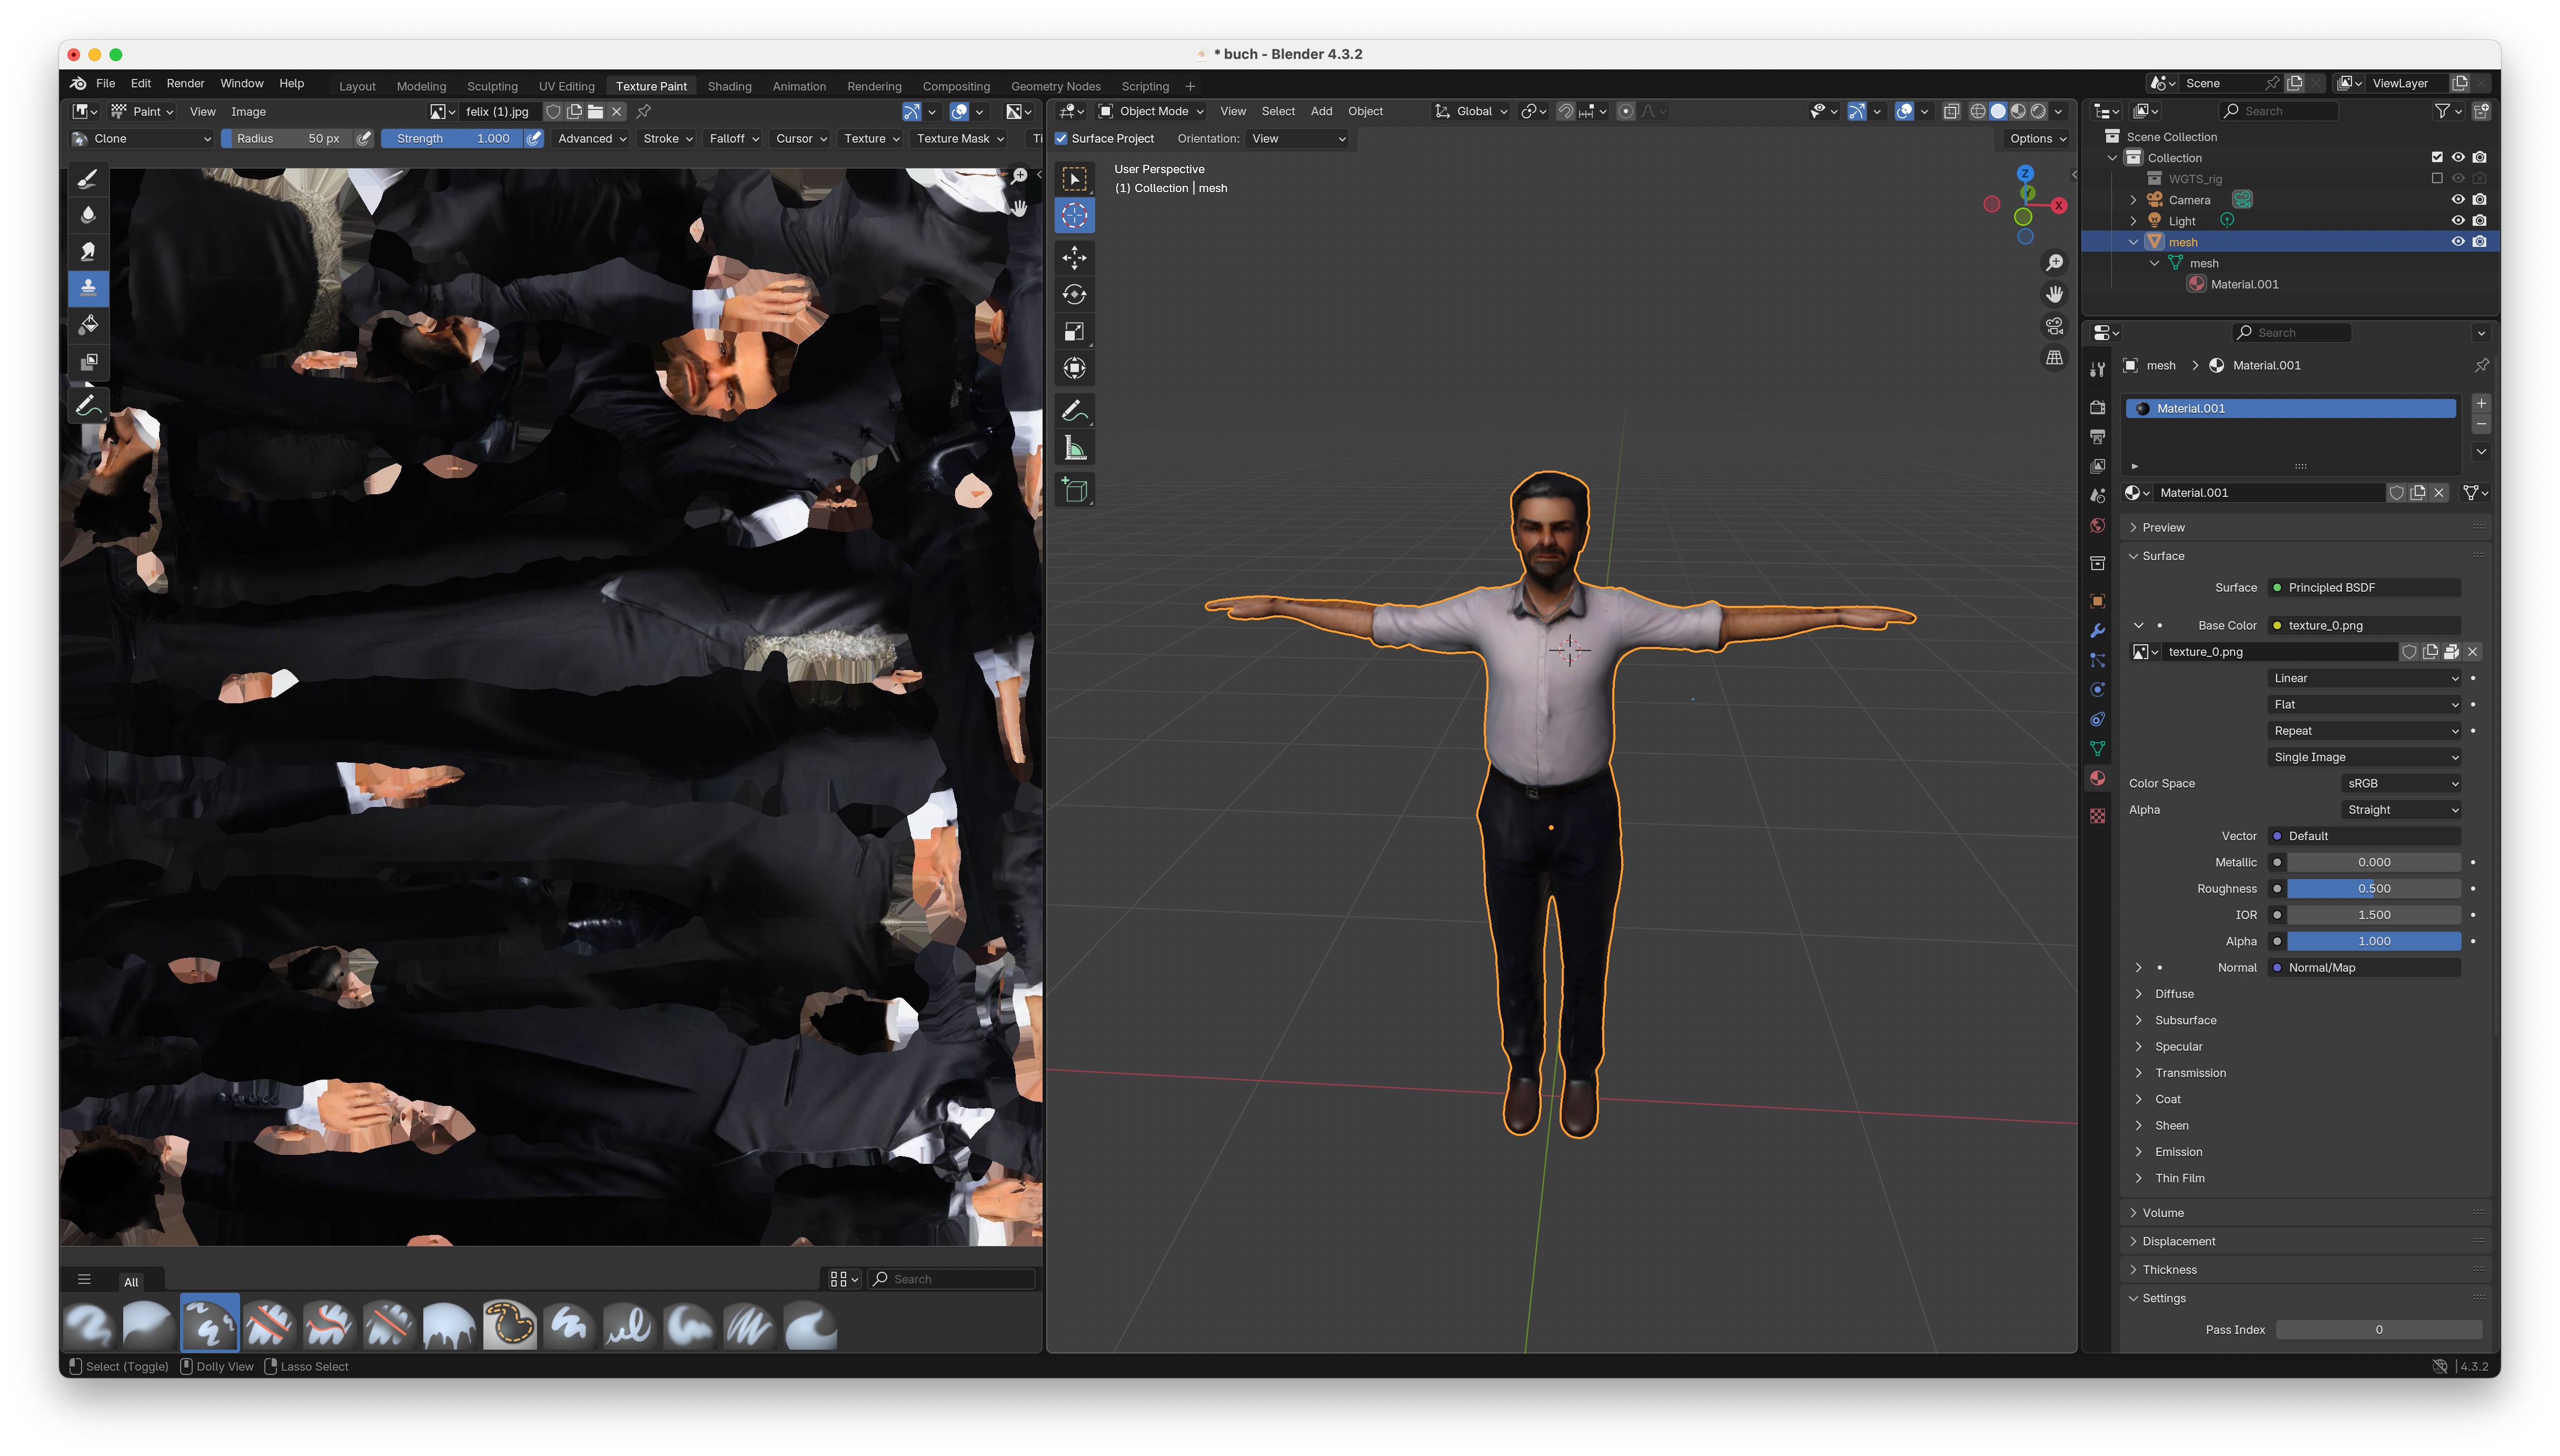 * buch - Blender 4.3.2
File Edit Render Window Help Layout Modeling Sculpting UV Editing Texture Paint Shading Animation Rendering Compositing Geometry Nodes Scripting + Scene ViewLayer
Paint View Image felix (1).jpg
Object Mode View Select Add Object Global
Search
Clone Radius 50 px Strength 1.000 Advanced Stroke Falloff Cursor Texture Texture Mask Ti
Surface Project Orientation: View Options
User Perspective
(1) Collection | mesh
Z
Y
X
Scene Collection
Collection
WGTS_rig
Camera
Light
mesh
mesh
Material.001
Search
mesh > Material.001
Material.001
Material.001
Preview
Surface
Surface Principled BSDF
Base Color texture_0.png
texture_0.png
Linear
Flat
Repeat
Single Image
Color Space sRGB
Alpha Straight
Vector Default
Metallic 0.000
Roughness 0.500
IOR 1.500
Alpha 1.000
Normal Normal/Map
Diffuse
Subsurface
Specular
Transmission
Coat
Sheen
Emission
Thin Film
Volume
Displacement
Thickness
Settings
Pass Index 0
All Search
Select (Toggle) Dolly View Lasso Select
4.3.2